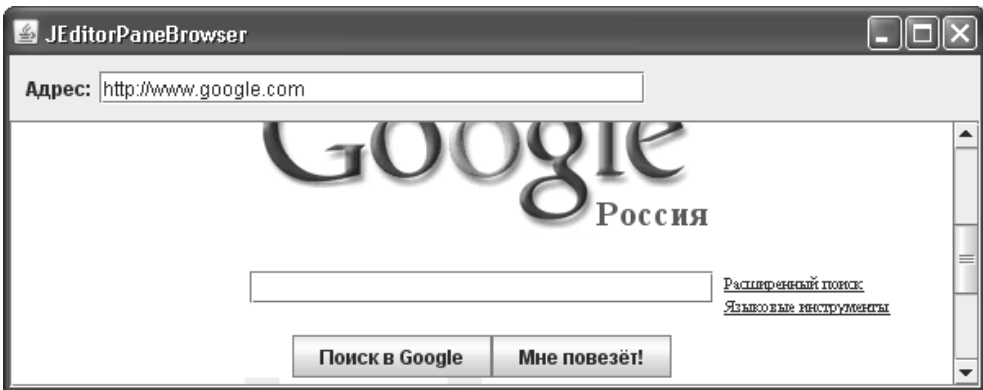 JEditorPaneBrowser
Адрес: http://www.google.com
Google
Россия
Расширенный поиск
Языковые инструменты
Поиск в Google Мне повезёт!